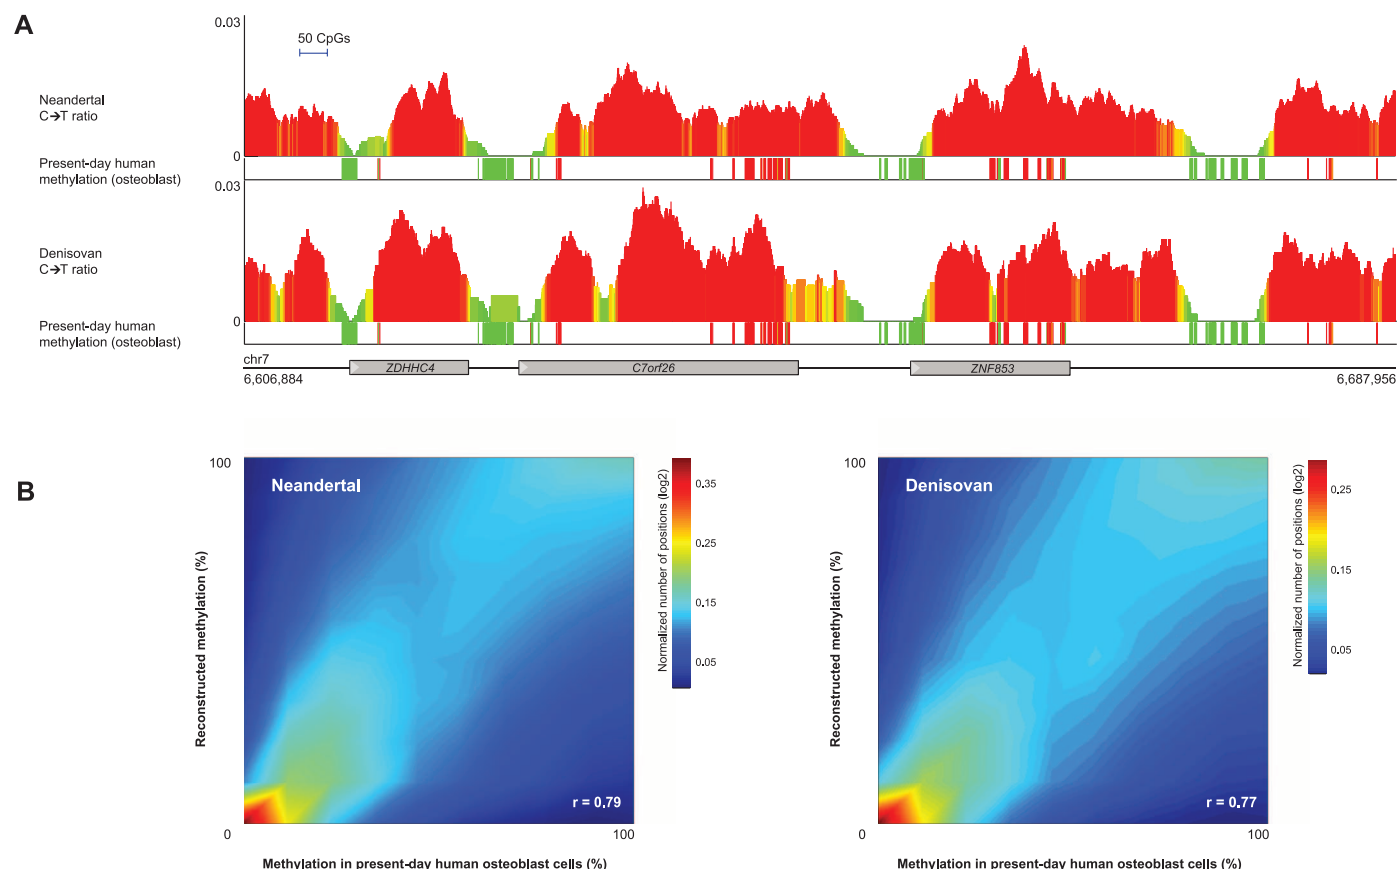 A
0.03
50 CpGs
Neandertal
C→T ratio
0
Present-day human
methylation (osteoblast)
0.03
Denisovan
C→T ratio
0
Present-day human
methylation (osteoblast)
chr7
ZDHHC4
C7orf26
ZNF853
6,606,884
6,687,956
B
100
Neandertal
Reconstructed methylation (%)
r = 0.79
0
100
Methylation in present-day human osteoblast cells (%)
Normalized number of positions (log2)
0.35
0.25
0.15
0.05
100
Denisovan
Reconstructed methylation (%)
r = 0.77
0
100
Methylation in present-day human osteoblast cells (%)
Normalized number of positions (log2)
0.25
0.15
0.05